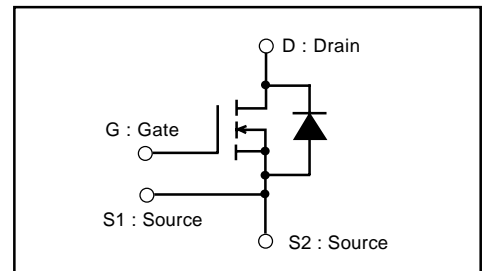 D : Drain
G : Gate
S1 : Source
S2 : Source